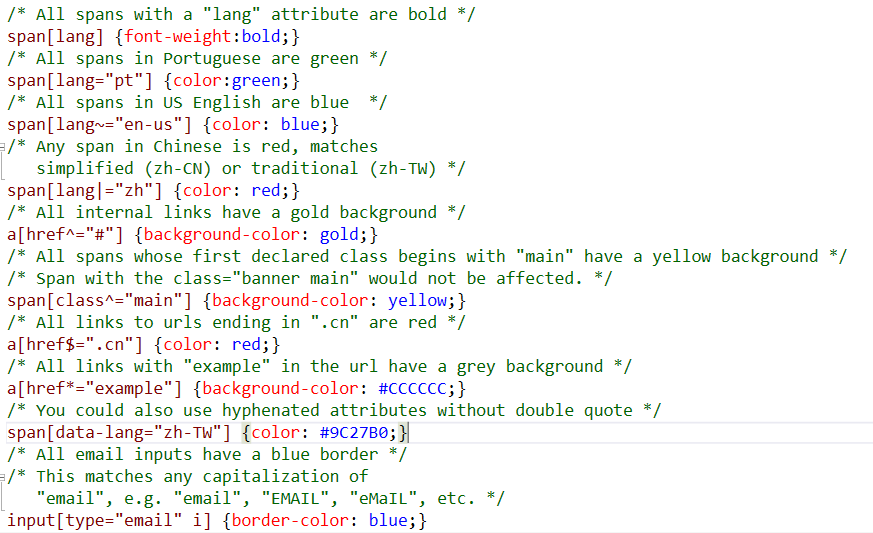 /* All spans with a "lang" attribute are bold */
span[lang] {font-weight:bold;}
/* All spans in Portuguese are green */
span[lang="pt"] {color:green;}
/* All spans in US English are blue  */
span[lang~="en-us"] {color: blue;}
/* Any span in Chinese is red, matches
   simplified (zh-CN) or traditional (zh-TW) */
span[lang|="zh"] {color: red;}
/* All internal links have a gold background */
a[href^="#"] {background-color: gold;}
/* All spans whose first declared class begins with "main" have a yellow background */
/* Span with the class="banner main" would not be affected. */
span[class^="main"] {background-color: yellow;}
/* All links to urls ending in ".cn" are red */
a[href$=".cn"] {color: red;}
/* All links with "example" in the url have a grey background */
a[href*="example"] {background-color: #CCCCCC;}
/* You could also use hyphenated attributes without double quote */
span[data-lang="zh-TW"] {color: #9C27B0;}
/* All email inputs have a blue border */
/* This matches any capitalization of
   "email", e.g. "email", "EMAIL", "eMaIL", etc. */
input[type="email" i] {border-color: blue;}